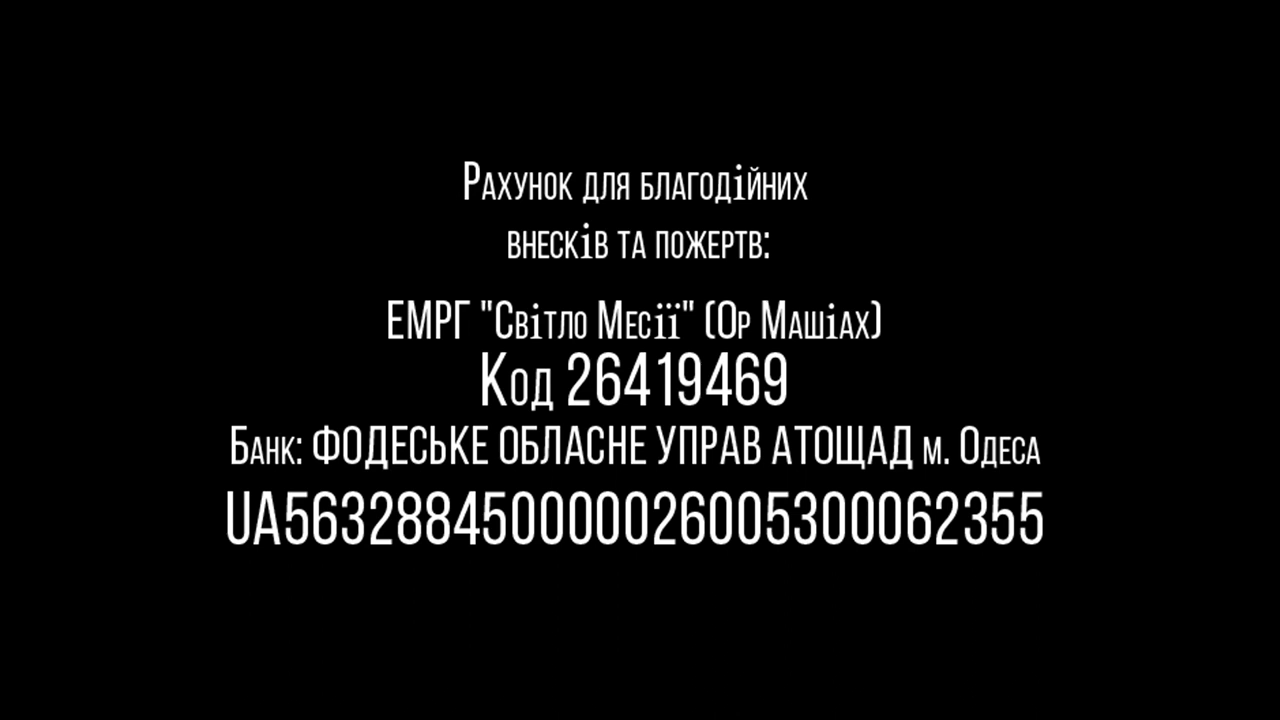 Рахунок для благодійних
внесків та пожертв:
ЕМРГ "Світло Месії" (Ор Машіах)
Код 26419469
Банк: ФОДЕСЬКЕ ОБЛАСНЕ УПРАВ АТОЩАД м. Одеса
UA563288450000026005300062355